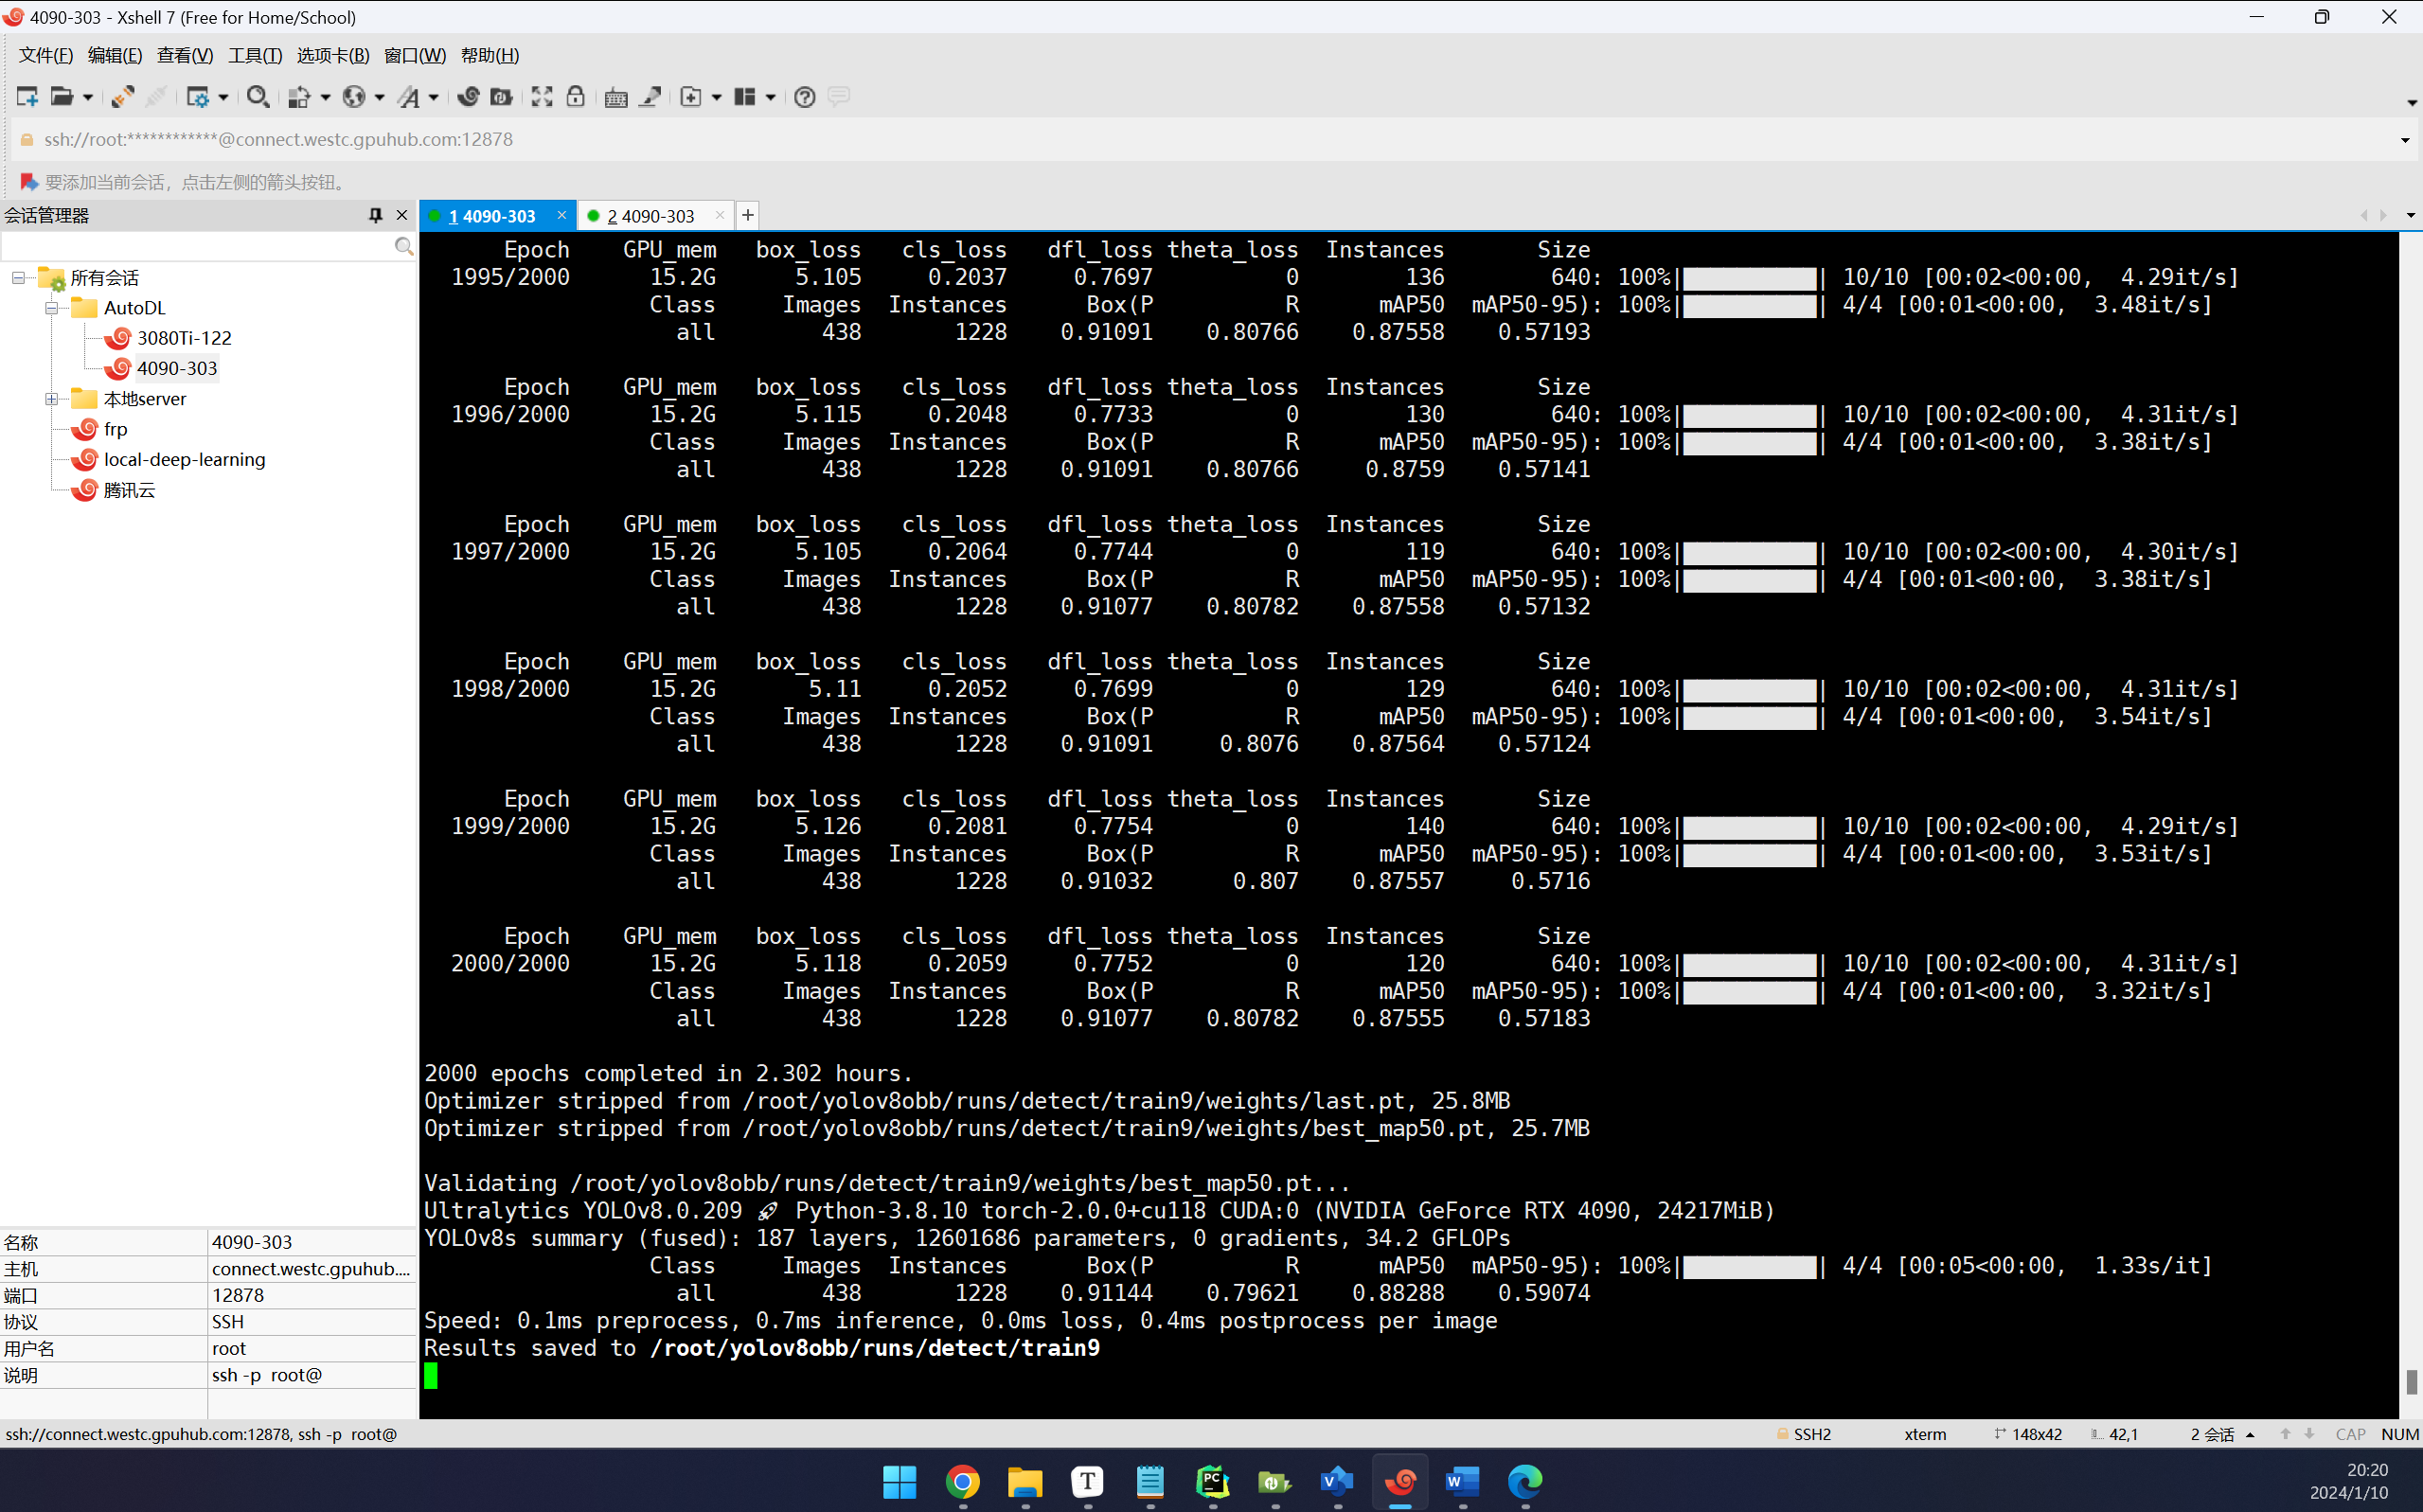 4090-303 - Xshell 7 (Free for Home/School)
文件(F) 编辑(E) 查看(V) 工具(T) 选项卡(B) 窗口(W) 帮助(H)
ssh://root:************@connect.westc.gpuhub.com:12878
要添加当前会话，点击左侧的箭头按钮。
会话管理器
所有会话
AutoDL
3080Ti-122
4090-303
本地server
frp
local-deep-learning
腾讯云
名称 4090-303
主机 connect.westc.gpuhub....
端口 12878
协议 SSH
用户名 root
说明 ssh -p  root@
1 4090-303 2 4090-303
Epoch GPU_mem box_loss cls_loss dfl_loss theta_loss Instances Size
1995/2000 15.2G 5.105 0.2037 0.7697 0 136 640: 100%|██████████| 10/10 [00:02<00:00, 4.29it/s]
Class Images Instances Box(P R mAP50 mAP50-95): 100%|██████████| 4/4 [00:01<00:00, 3.48it/s]
all 438 1228 0.91091 0.80766 0.87558 0.57193
Epoch GPU_mem box_loss cls_loss dfl_loss theta_loss Instances Size
1996/2000 15.2G 5.115 0.2048 0.7733 0 130 640: 100%|██████████| 10/10 [00:02<00:00, 4.31it/s]
Class Images Instances Box(P R mAP50 mAP50-95): 100%|██████████| 4/4 [00:01<00:00, 3.38it/s]
all 438 1228 0.91091 0.80766 0.8759 0.57141
Epoch GPU_mem box_loss cls_loss dfl_loss theta_loss Instances Size
1997/2000 15.2G 5.105 0.2064 0.7744 0 119 640: 100%|██████████| 10/10 [00:02<00:00, 4.30it/s]
Class Images Instances Box(P R mAP50 mAP50-95): 100%|██████████| 4/4 [00:01<00:00, 3.38it/s]
all 438 1228 0.91077 0.80782 0.87558 0.57132
Epoch GPU_mem box_loss cls_loss dfl_loss theta_loss Instances Size
1998/2000 15.2G 5.11 0.2052 0.7699 0 129 640: 100%|██████████| 10/10 [00:02<00:00, 4.31it/s]
Class Images Instances Box(P R mAP50 mAP50-95): 100%|██████████| 4/4 [00:01<00:00, 3.54it/s]
all 438 1228 0.91091 0.8076 0.87564 0.57124
Epoch GPU_mem box_loss cls_loss dfl_loss theta_loss Instances Size
1999/2000 15.2G 5.126 0.2081 0.7754 0 140 640: 100%|██████████| 10/10 [00:02<00:00, 4.29it/s]
Class Images Instances Box(P R mAP50 mAP50-95): 100%|██████████| 4/4 [00:01<00:00, 3.53it/s]
all 438 1228 0.91032 0.807 0.87557 0.5716
Epoch GPU_mem box_loss cls_loss dfl_loss theta_loss Instances Size
2000/2000 15.2G 5.118 0.2059 0.7752 0 120 640: 100%|██████████| 10/10 [00:02<00:00, 4.31it/s]
Class Images Instances Box(P R mAP50 mAP50-95): 100%|██████████| 4/4 [00:01<00:00, 3.32it/s]
all 438 1228 0.91077 0.80782 0.87555 0.57183
2000 epochs completed in 2.302 hours.
Optimizer stripped from /root/yolov8obb/runs/detect/train9/weights/last.pt, 25.8MB
Optimizer stripped from /root/yolov8obb/runs/detect/train9/weights/best_map50.pt, 25.7MB
Validating /root/yolov8obb/runs/detect/train9/weights/best_map50.pt...
Ultralytics YOLOv8.0.209 🚀 Python-3.8.10 torch-2.0.0+cu118 CUDA:0 (NVIDIA GeForce RTX 4090, 24217MiB)
YOLOv8s summary (fused): 187 layers, 12601686 parameters, 0 gradients, 34.2 GFLOPs
Class Images Instances Box(P R mAP50 mAP50-95): 100%|██████████| 4/4 [00:05<00:00, 1.33s/it]
all 438 1228 0.91144 0.79621 0.88288 0.59074
Speed: 0.1ms preprocess, 0.7ms inference, 0.0ms loss, 0.4ms postprocess per image
Results saved to /root/yolov8obb/runs/detect/train9
ssh://connect.westc.gpuhub.com:12878, ssh -p  root@ SSH2 xterm 148x42 42,1 2 会话 CAP NUM
20:20
2024/1/10